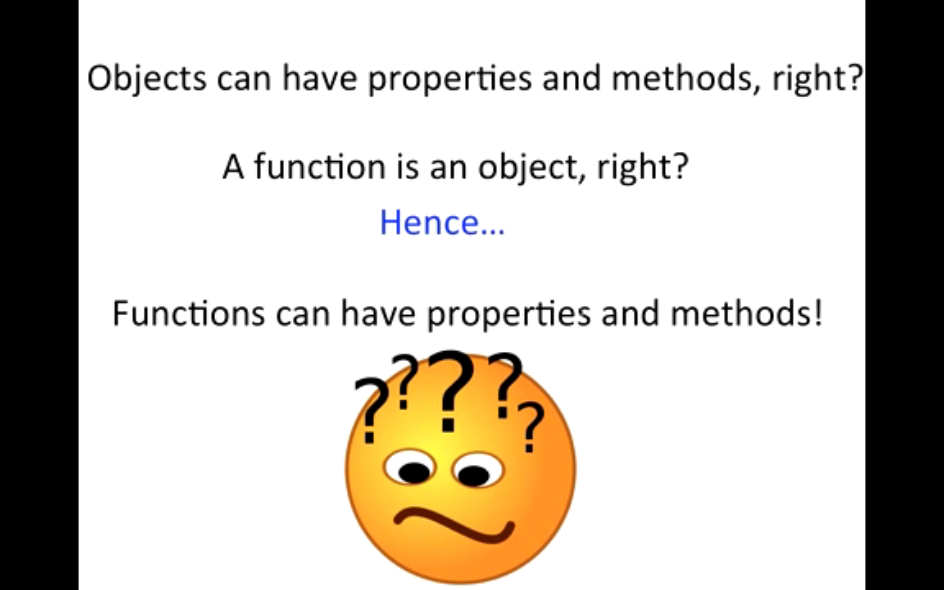 Objects can have properties and methods, right?
A function is an object, right?
Hence...
Functions can have properties and methods!
? ? ? ? ?